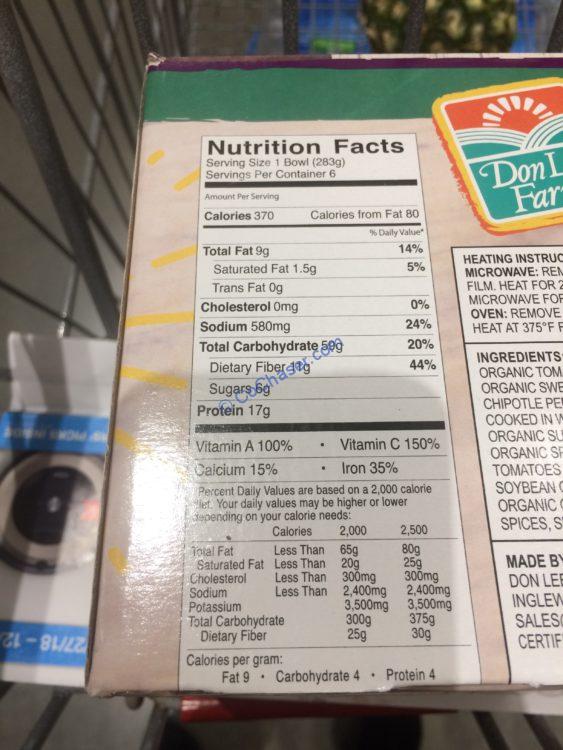 Nutrition Facts
Serving Size 1 Bowl (283g)
Servings Per Container 6
Amount Per Serving
Calories 370 Calories from Fat 80
% Daily Value*
Total Fat 9g 14%
Saturated Fat 1.5g 5%
Trans Fat 0g
Cholesterol 0mg 0%
Sodium 580mg 24%
Total Carbohydrate 59g 20%
Dietary Fiber 11g 44%
Sugars 6g
Protein 17g
© CoChaser.com
Vitamin A 100% • Vitamin C 150%
Calcium 15% • Iron 35%
Percent Daily Values are based on a 2,000 calorie
diet. Your daily values may be higher or lower
depending on your calorie needs:
Calories 2,000 2,500
Total Fat Less Than 65g 80g
Saturated Fat Less Than 20g 25g
Cholesterol Less Than 300mg 300mg
Sodium Less Than 2,400mg 2,400mg
Potassium 3,500mg 3,500mg
Total Carbohydrate 300g 375g
Dietary Fiber 25g 30g
Calories per gram:
Fat 9 • Carbohydrate 4 • Protein 4
Don L
Far
HEATING INSTRUC
MICROWAVE: REM
FILM. HEAT FOR 2
MICROWAVE FOR
OVEN: REMOVE
HEAT AT 375°F F
INGREDIENTS:
ORGANIC TOM
ORGANIC SWE
CHIPOTLE PE
COOKED IN W
ORGANIC SU
ORGANIC SP
TOMATOES
SOYBEAN O
ORGANIC
SPICES, S
MADE BY
DON LEE
INGLEW
SALES@
CERTIF
PICKS INSIDE
27/18 - 12/